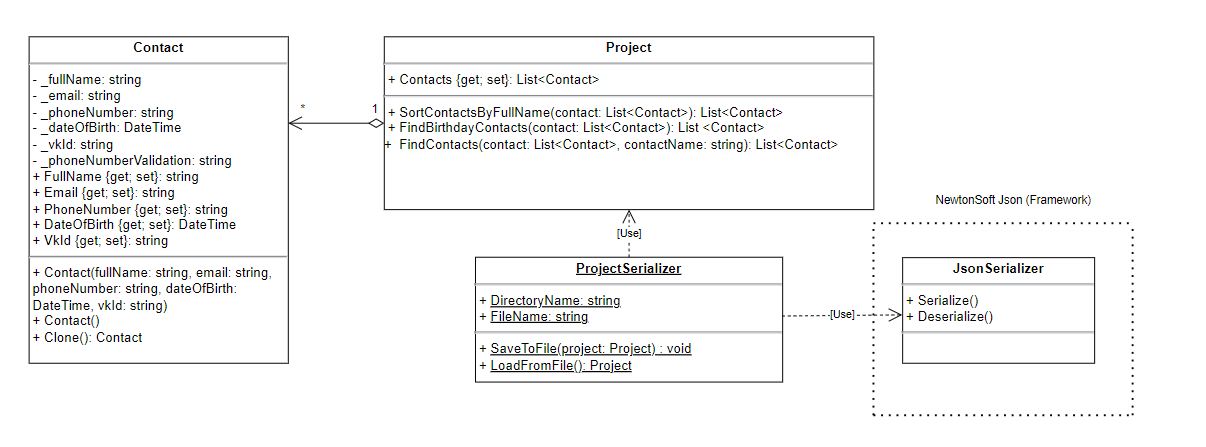 Contact
- _fullName: string
- _email: string
- _phoneNumber: string
- _dateOfBirth: DateTime
- _vkId: string
- _phoneNumberValidation: string
+ FullName {get; set}: string
+ Email {get; set}: string
+ PhoneNumber {get; set}: string
+ DateOfBirth {get; set}: DateTime
+ VkId {get; set}: string
+ Contact(fullName: string, email: string,
phoneNumber: string, dateOfBirth:
DateTime, vkId: string)
+ Contact()
+ Clone(): Contact
*
1
Project
+ Contacts {get; set}: List<Contact>
+ SortContactsByFullName(contact: List<Contact>): List<Contact>
+ FindBirthdayContacts(contact: List<Contact>): List <Contact>
+ FindContacts(contact: List<Contact>, contactName: string): List<Contact>
[Use]
ProjectSerializer
+ DirectoryName: string
+ FileName: string
+ SaveToFile(project: Project) : void
+ LoadFromFile(): Project
[Use]
NewtonSoft Json (Framework)
JsonSerializer
+ Serialize()
+ Deserialize()